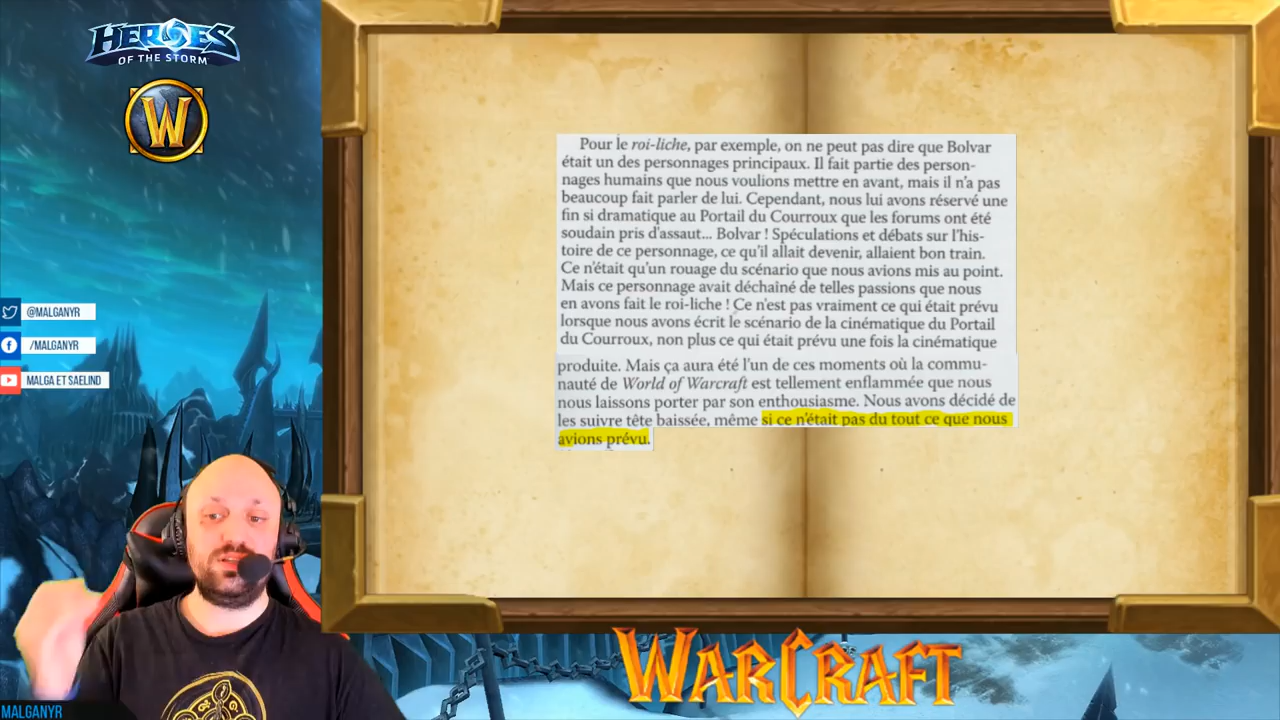 HEROES
OF THE STORM
W
@MALGANYR
/MALGANYR
MALGA ET SAELIND
Pour le roi-liche, par exemple, on ne peut pas dire que Bolvar
était un des personnages principaux. Il fait partie des person-
nages humains que nous voulions mettre en avant, mais il n'a pas
beaucoup fait parler de lui. Cependant, nous lui avons réservé une
fin si dramatique au Portail du Courroux que les forums ont été
soudain pris d'assaut... Bolvar ! Spéculations et débats sur l'his-
toire de ce personnage, ce qu'il allait devenir, allaient bon train.
Ce n'était qu'un rouage du scénario que nous avions mis au point.
Mais ce personnage avait déchaîné de telles passions que nous
en avons fait le roi-liche ! Ce n'est pas vraiment ce qui était prévu
lorsque nous avons écrit le scénario de la cinématique du Portail
du Courroux, non plus ce qui était prévu une fois la cinématique
produite. Mais ça aura été l'un de ces moments où la commu-
nauté de World of Warcraft est tellement enflammée que nous
nous laissons porter par son enthousiasme. Nous avons décidé de
les suivre tête baissée, même si ce n'était pas du tout ce que nous
avions prévu.
WARCRAFT
MALGANYR